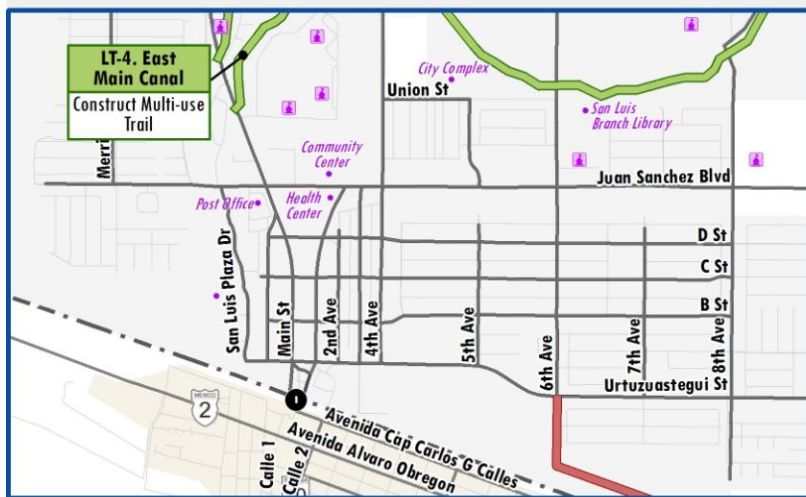 LT-4. East
Main Canal
Construct Multi-use
Trail
City Complex
Union St
San Luis
Branch Library
Community
Center
Juan Sanchez Blvd
Post Office
Health
Center
San Luis Plaza Dr
D St
C St
B St
Main St
2nd Ave
4th Ave
5th Ave
6th Ave
7th Ave
8th Ave
Urtuzuastegui St
MEXICO
2
Avenida Cap Carlos G Calles
Avenida Alvaro Obregon
Calle 1
Calle 2